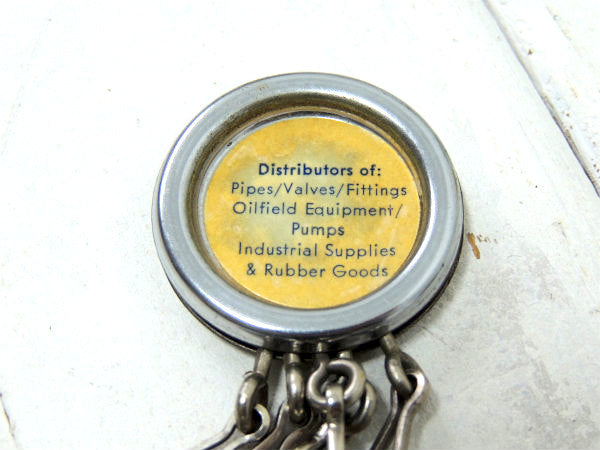 Distributors of:
Pipes/Valves/Fittings
Oilfield Equipment/
Pumps
Industrial Supplies
& Rubber Goods